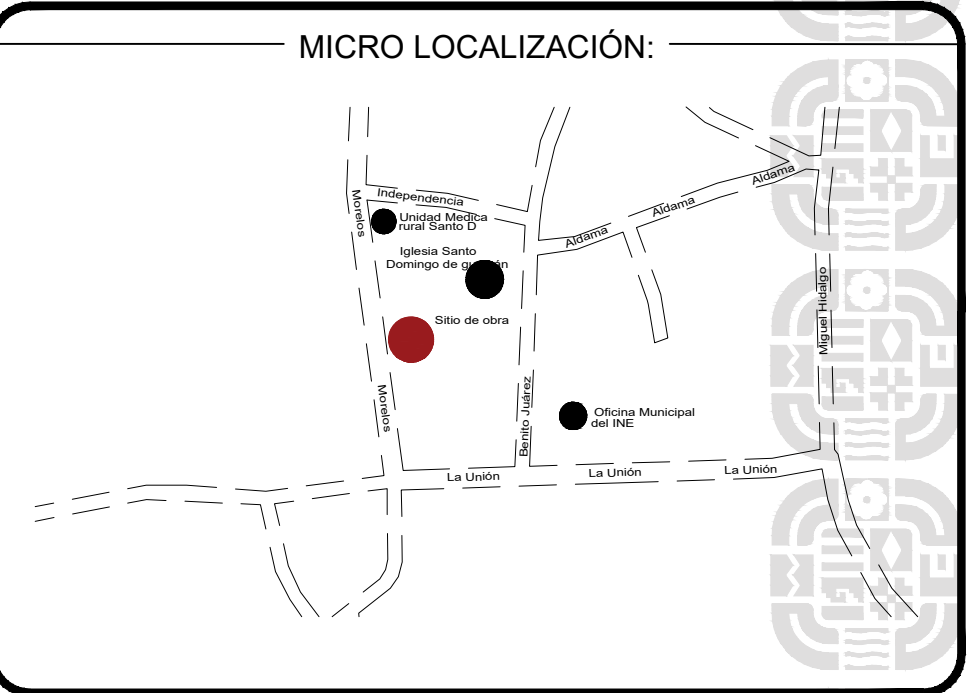 MICRO LOCALIZACIÓN:
Independencia
Morelos
Unidad Medica
rural Santo D
Iglesia Santo
Domingo de
Aldama
Aldama
Aldama
Sitio de obra
Miguel Hidalgo
Morelos
Benito Juárez
Oficina Municipal
del INE
La Unión
La Unión
La Unión